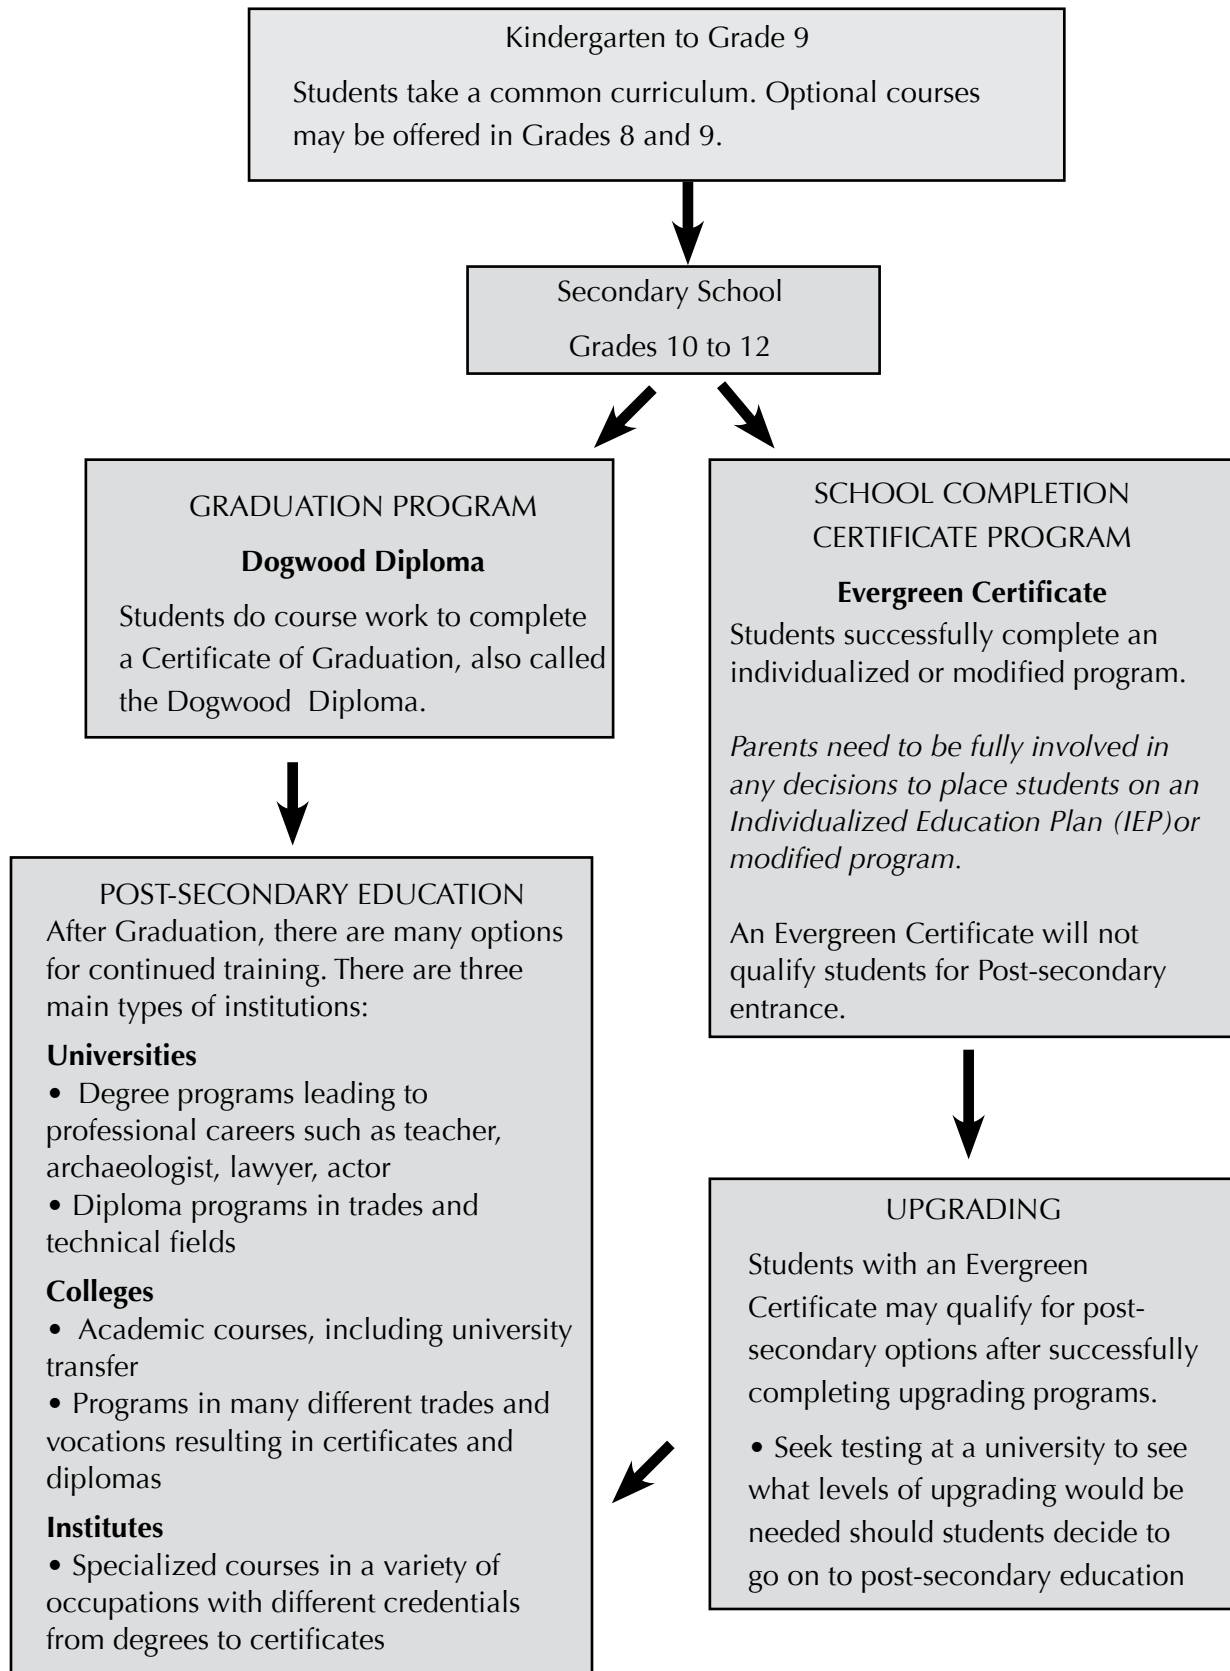 Kindergarten to Grade 9
Students take a common curriculum. Optional courses
may be offered in Grades 8 and 9.
Secondary School
Grades 10 to 12
GRADUATION PROGRAM
Dogwood Diploma
Students do course work to complete
a Certificate of Graduation, also called
the Dogwood  Diploma.
SCHOOL COMPLETION
CERTIFICATE PROGRAM
Evergreen Certificate
Students successfully complete an
individualized or modified program.
Parents need to be fully involved in
any decisions to place students on an
Individualized Education Plan (IEP)or
modified program.
An Evergreen Certificate will not
qualify students for Post-secondary
entrance.
POST-SECONDARY EDUCATION
After Graduation, there are many options
for continued training. There are three
main types of institutions:
Universities
•  Degree programs leading to
professional careers such as teacher,
archaeologist, lawyer, actor
• Diploma programs in trades and
technical fields
Colleges
•  Academic courses, including university
transfer
• Programs in many different trades and
vocations resulting in certificates and
diplomas
Institutes
• Specialized courses in a variety of
occupations with different credentials
from degrees to certificates
UPGRADING
Students with an Evergreen
Certificate may qualify for post-
secondary options after successfully
completing upgrading programs.
• Seek testing at a university to see
what levels of upgrading would be
needed should students decide to
go on to post-secondary education